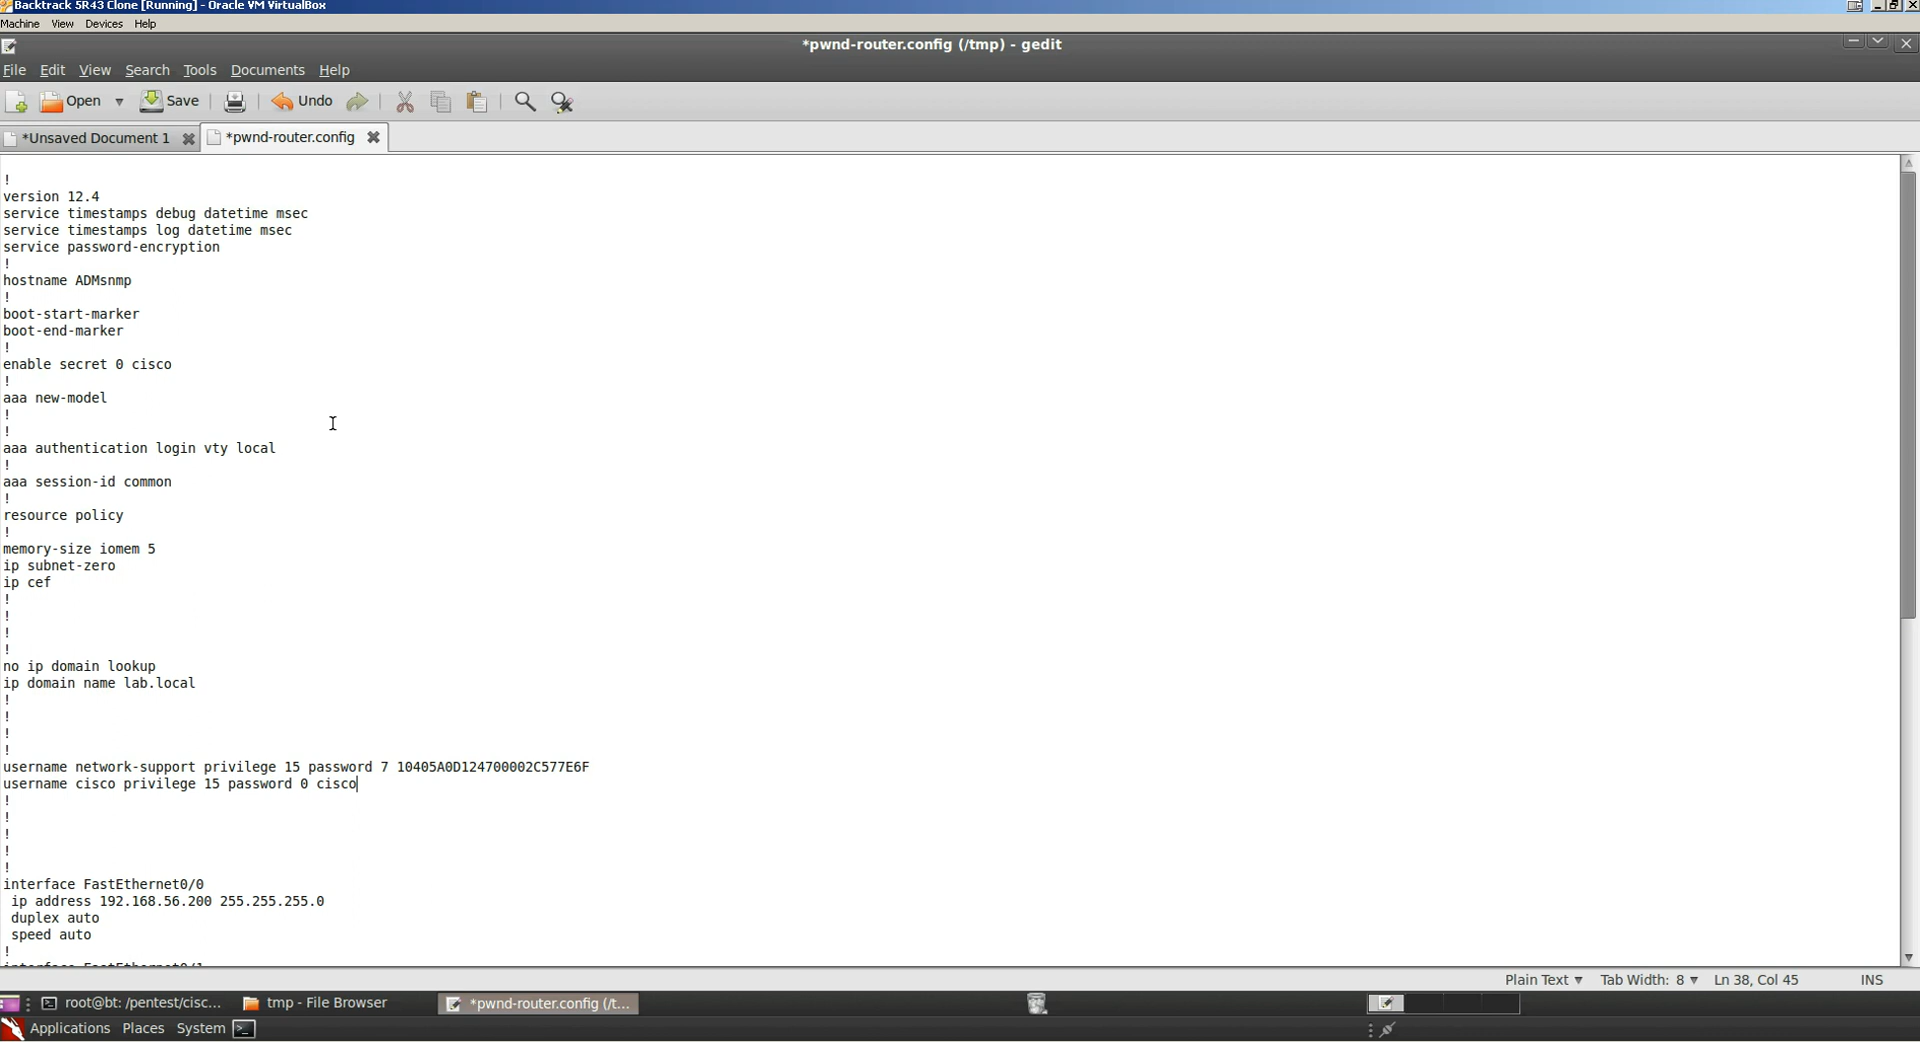 Backtrack 5R43 Clone [Running] - Oracle VM VirtualBox
Machine View Devices Help
*pwnd-router.config (/tmp) - gedit
File Edit View Search Tools Documents Help
Open Save Undo
*Unsaved Document 1 *pwnd-router.config
!
version 12.4
service timestamps debug datetime msec
service timestamps log datetime msec
service password-encryption
!
hostname ADMsnmp
!
boot-start-marker
boot-end-marker
!
enable secret 0 cisco
!
aaa new-model
!
!
aaa authentication login vty local
!
aaa session-id common
!
resource policy
!
memory-size iomem 5
ip subnet-zero
ip cef
!
!
!
!
no ip domain lookup
ip domain name lab.local
!
!
!
!
username network-support privilege 15 password 7 10405A0D124700002C577E6F
username cisco privilege 15 password 0 cisco
!
!
!
!
!
interface FastEthernet0/0
ip address 192.168.56.200 255.255.255.0
duplex auto
speed auto
!
interface FastEthernet0/1
Plain Text Tab Width: 8 Ln 38, Col 45 INS
root@bt: /pentest/cisc... tmp - File Browser *pwnd-router.config (/t...
Applications Places System